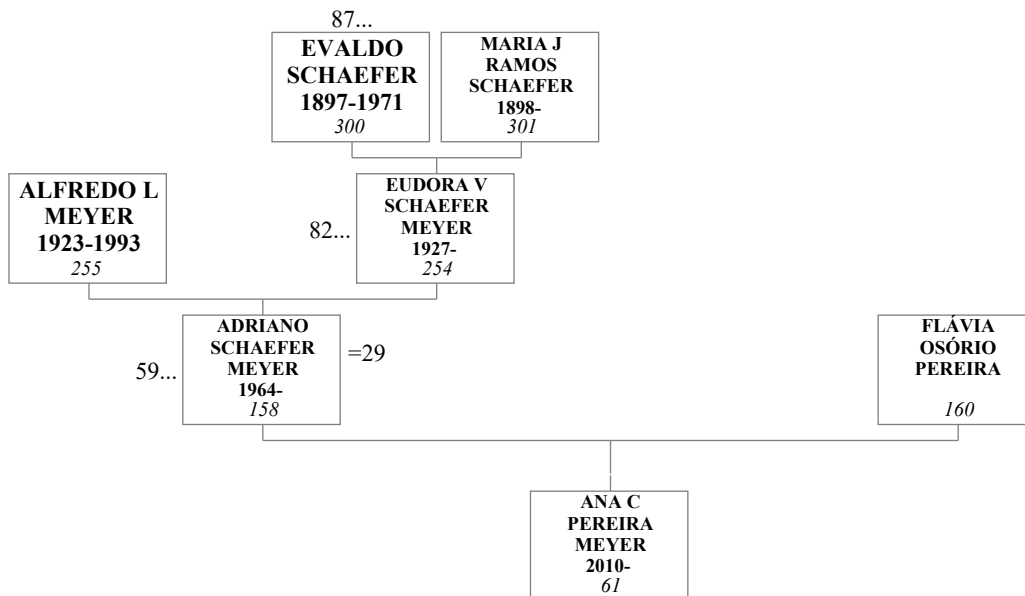 87...
EVALDO
SCHAEFER
1897-1971
300
MARIA J
RAMOS
SCHAEFER
1898-
301
ALFREDO L
MEYER
1923-1993
255
82...
EUDORA V
SCHAEFER
MEYER
1927-
254
59...
ADRIANO
SCHAEFER
MEYER
1964-
158
=29
FLÁVIA
OSÓRIO
PEREIRA
160
ANA C
PEREIRA
MEYER
2010-
61